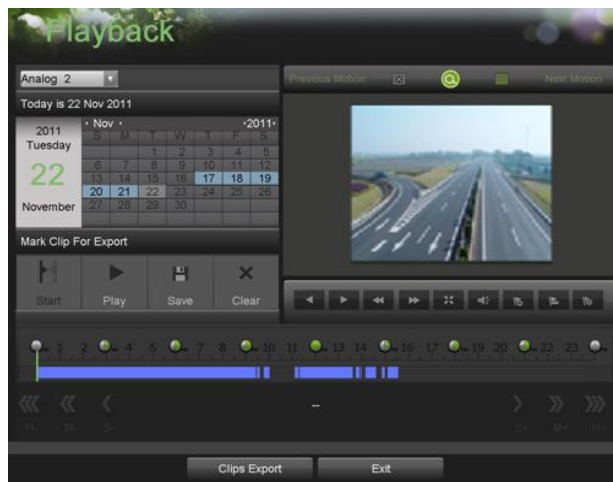 Playback
Analog 2
Previous Motion
Next Motion
Today is 22 Nov 2011
2011
Tuesday
22
November
Nov
2011
S M T W T F S
1 2 3 4 5
6 7 8 9 10 11 12
13 14 15 16 17 18 19
20 21 22 23 24 25 26
27 28 29 30
Mark Clip For Export
Start Play Save Clear
1 2 4 5 7 8 10 11 13 14 16 17 19 20 22 23
--
H- M- S- S+ M+ H+
Clips Export
Exit